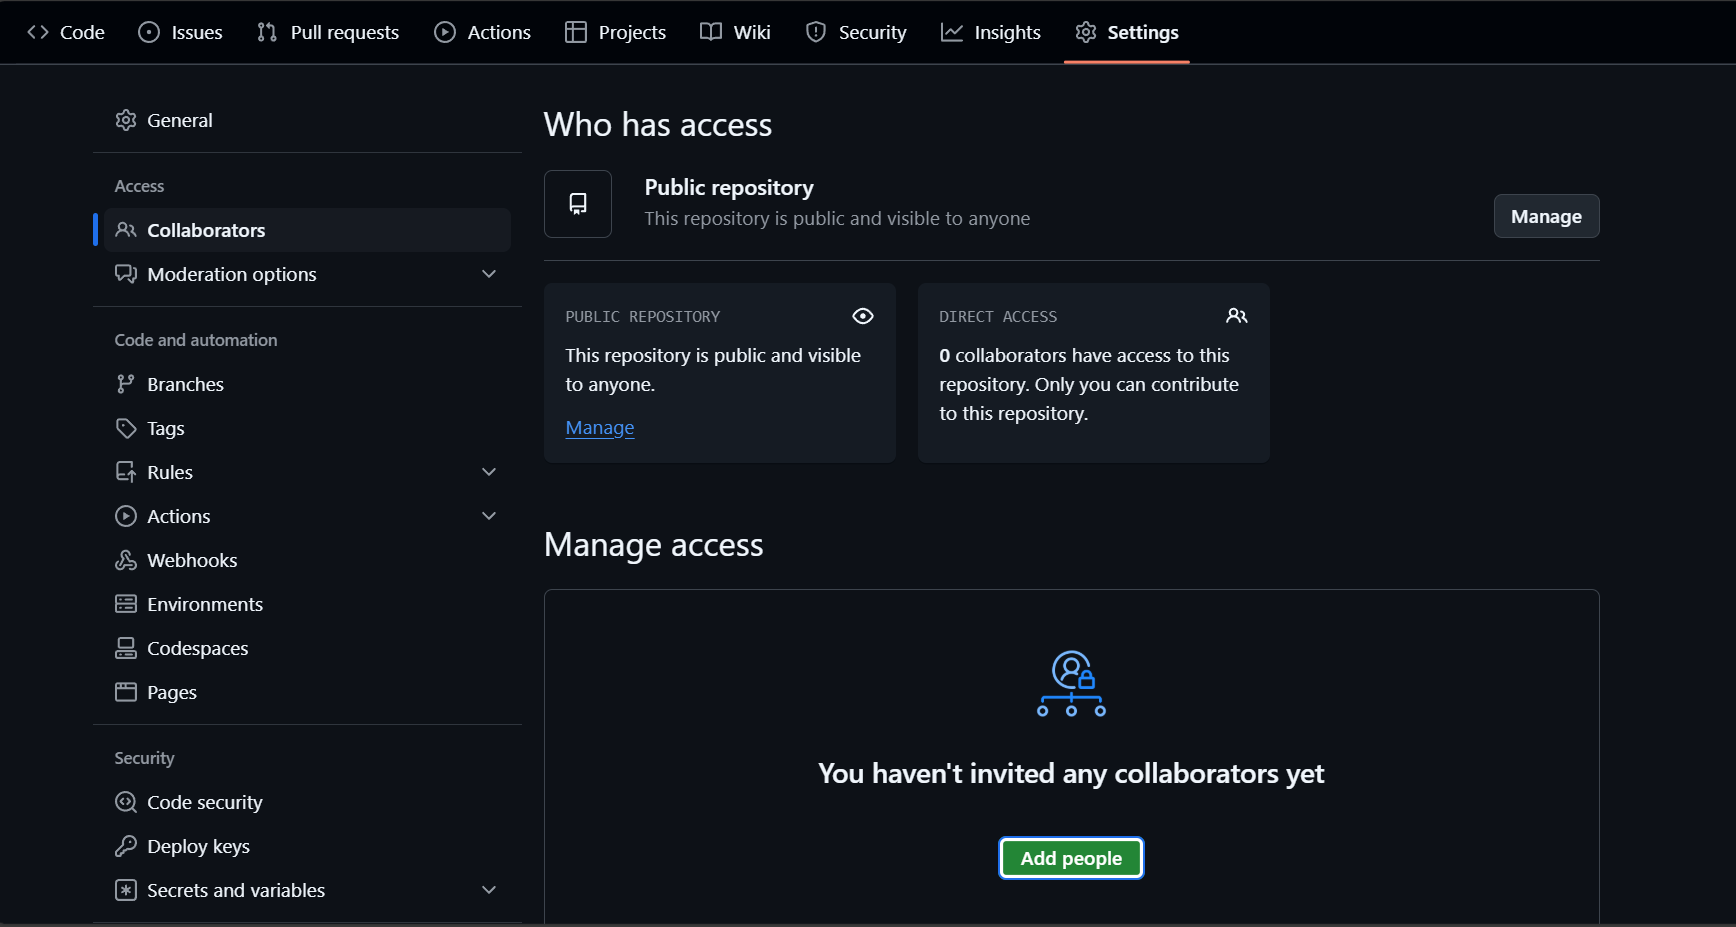 Code Issues Pull requests Actions Projects Wiki Security Insights Settings
General
Access
Collaborators
Moderation options
Code and automation
Branches
Tags
Rules
Actions
Webhooks
Environments
Codespaces
Pages
Security
Code security
Deploy keys
Secrets and variables
Who has access
Public repository
This repository is public and visible to anyone
Manage
PUBLIC REPOSITORY
This repository is public and visible
to anyone.
Manage
DIRECT ACCESS
0 collaborators have access to this
repository. Only you can contribute
to this repository.
Manage access
You haven't invited any collaborators yet
Add people